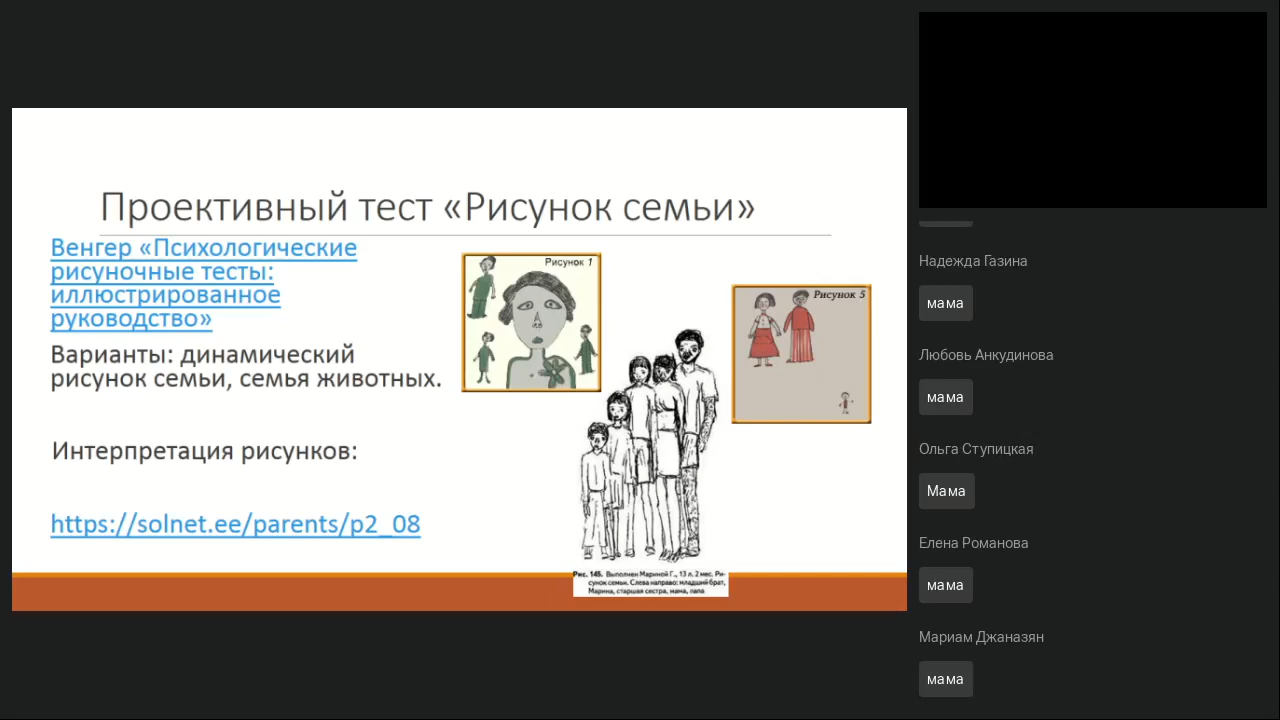 Проективный тест «Рисунок семьи»
Венгер «Психологические
рисуночные тесты:
иллюстрированное
руководство»
Варианты: динамический
рисунок семьи, семья животных.
Интерпретация рисунков:
https://solnet.ee/parents/p2_08
Рисунок 1
Рисунок 5
Рис. 145. Выполнен Мариной Г., 13 л. 2 мес. Ри-
сунок семьи. Слева направо: младший брат,
Марина, старшая сестра, мама, папа
Надежда Газина
мама
Любовь Анкудинова
мама
Ольга Ступицкая
Мама
Елена Романова
мама
Мариам Джаназян
мама